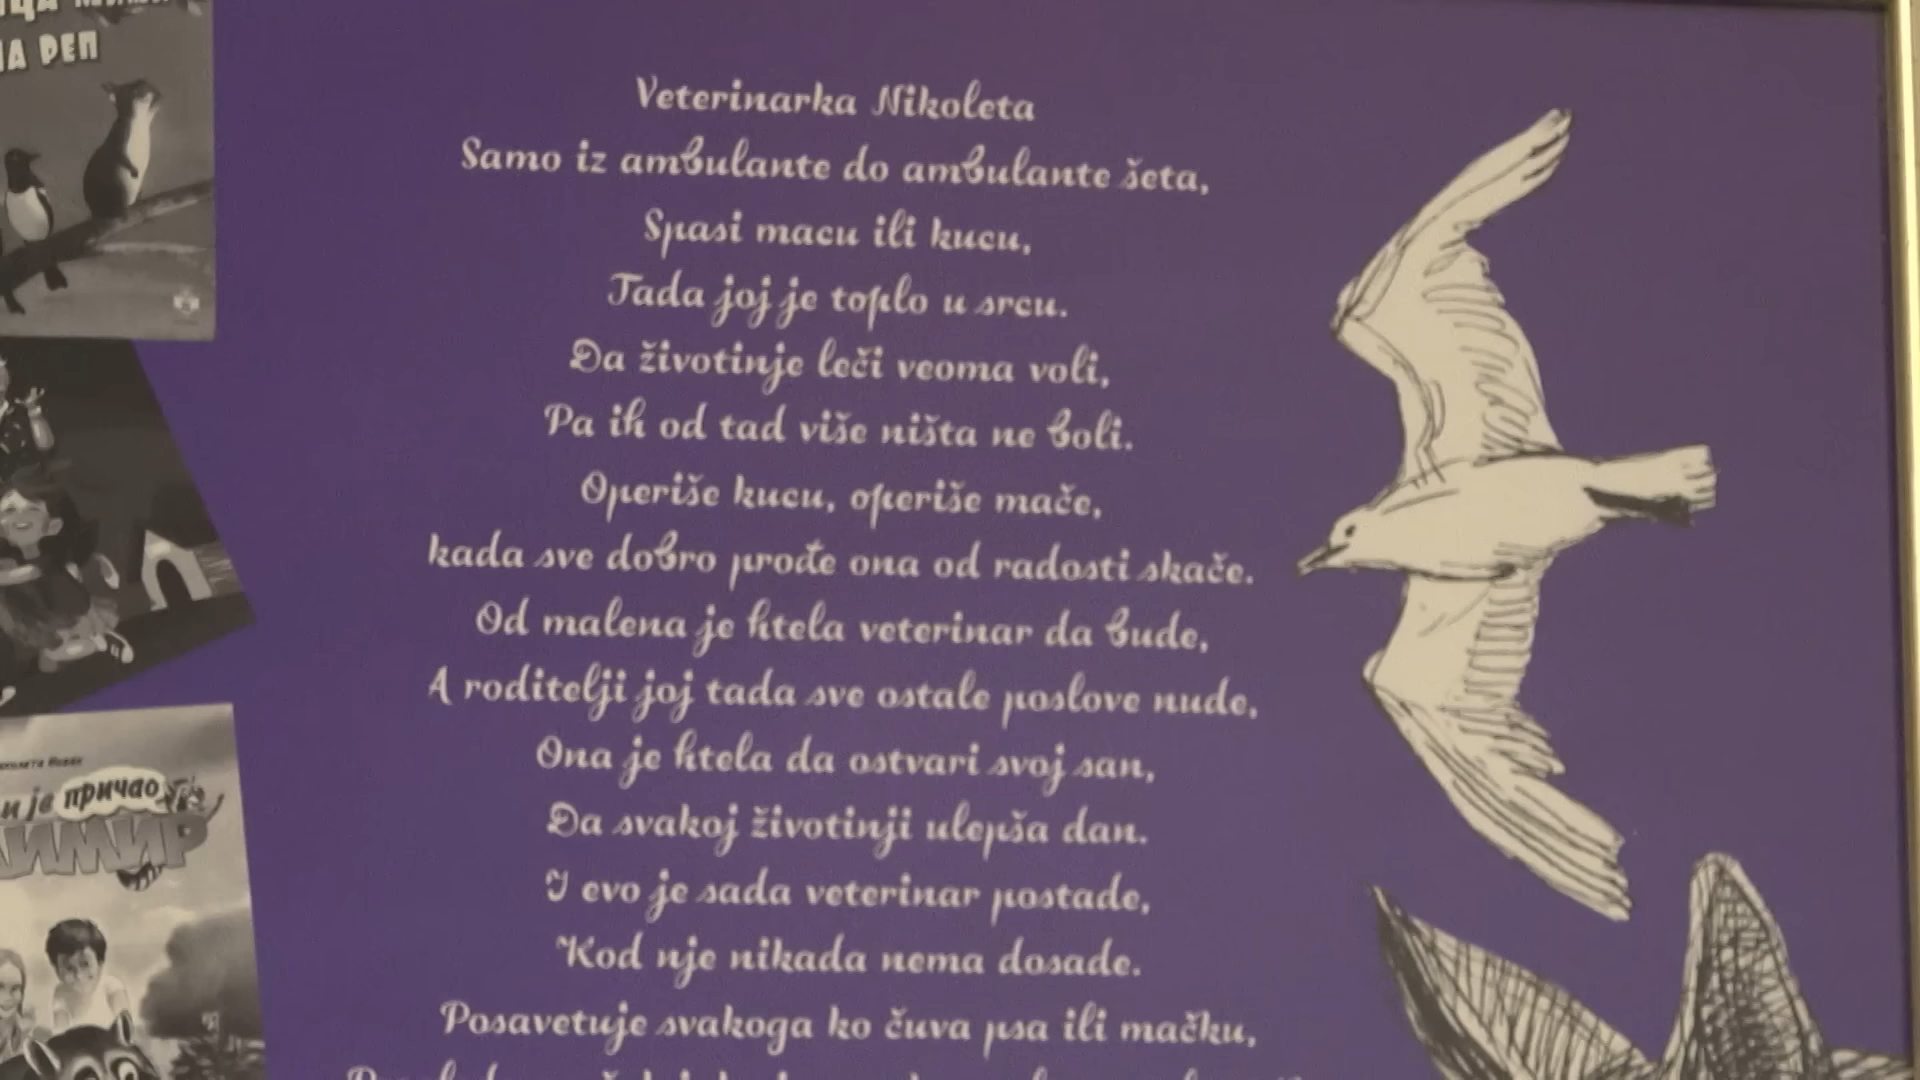 НА РЕП
Veterinarka Nikoleta
Samo iz ambulante do ambulante šeta,
Spasi macu ili kucu,
Tada joj je toplo u srcu.
Da životinje leči veoma voli,
Pa ih od tad više ništa ne boli.
Operiše kucu, operiše mače,
kada sve dobro prođe ona od radosti skače.
Od malena je htela veterinar da bude,
A roditelji joj tada sve ostale poslove nude.
Ona je htela da ostvari svoj san,
Da svakoj životinji ulepša dan.
I evo je sada veterinar postade,
Kod nje nikada nema dosade.
Posavetuje svakoga ko čuva psa ili mačku,
и је причао